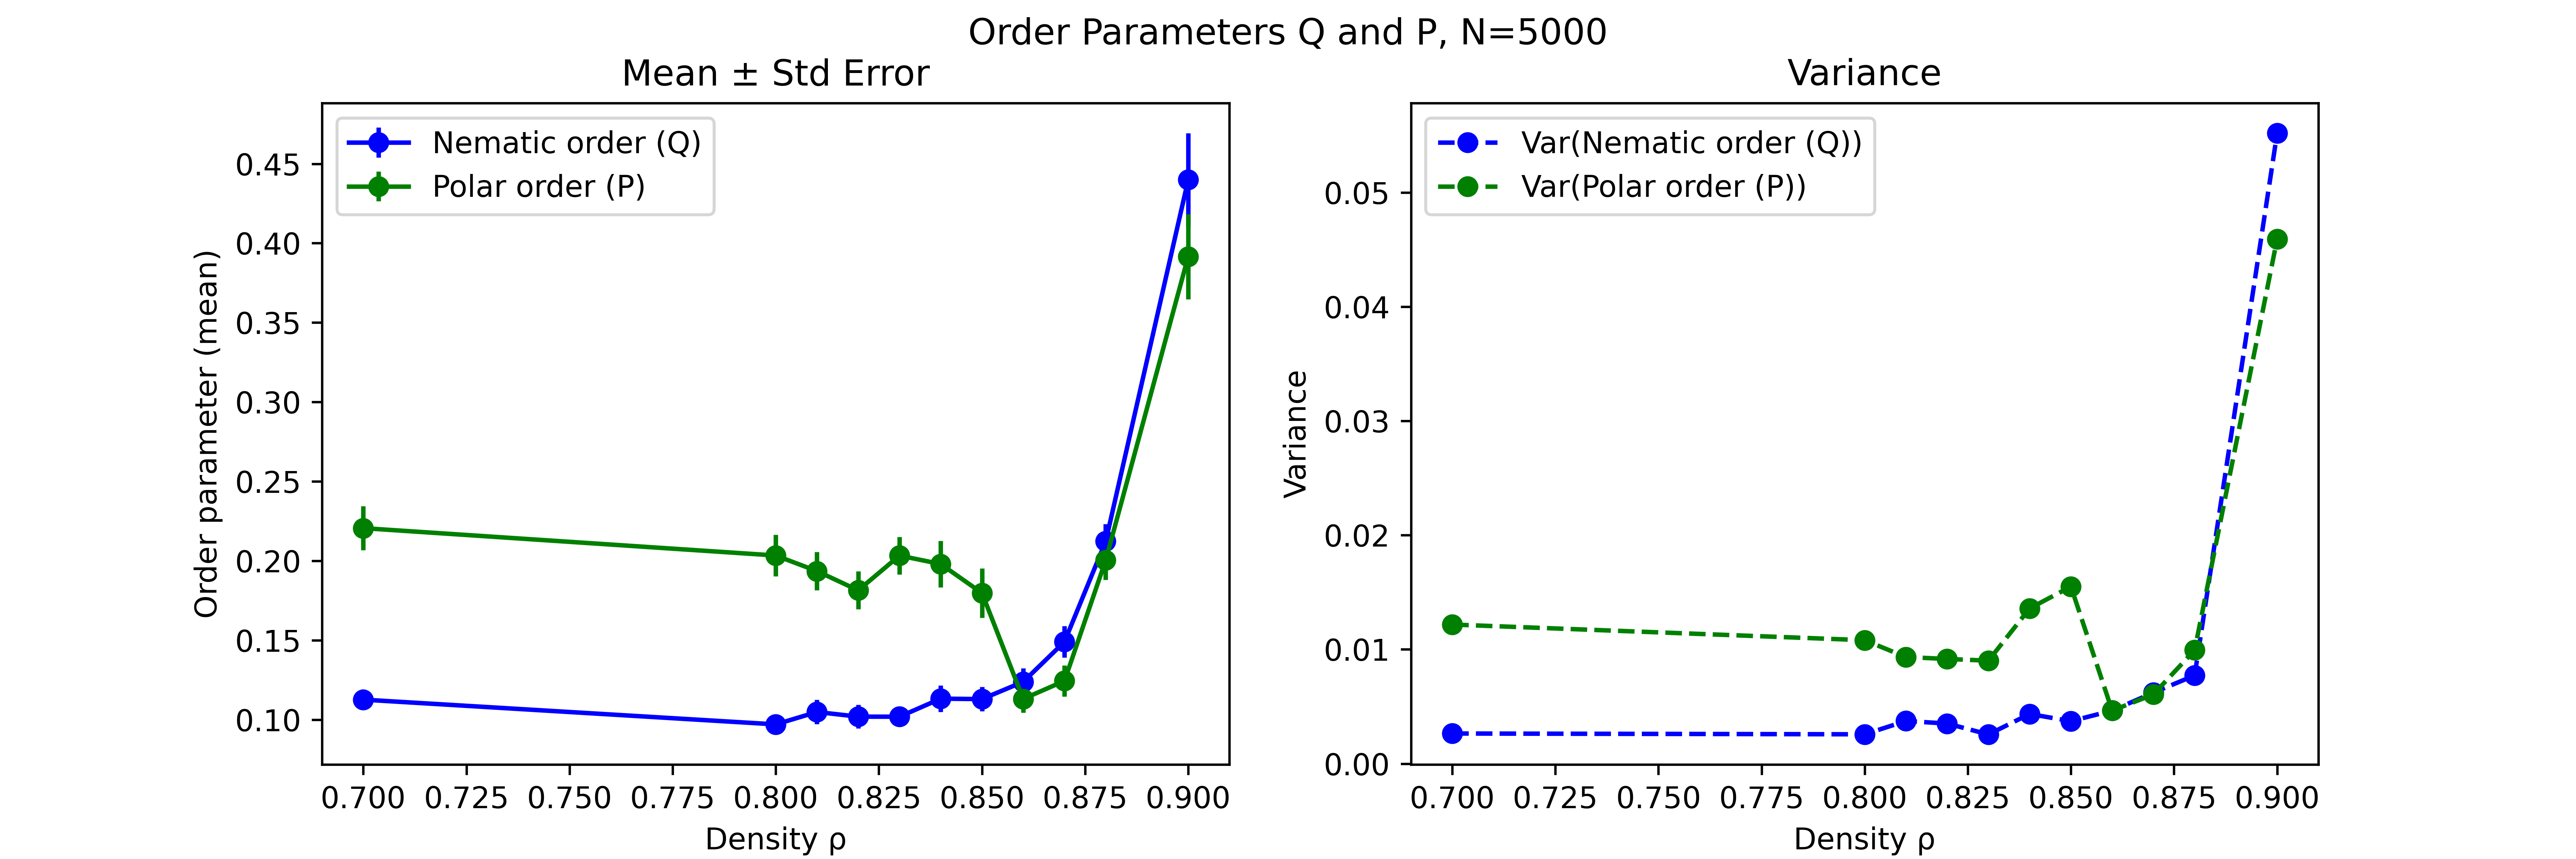 Order Parameters Q and P, N=5000
Mean ± Std Error
Nematic order (Q)
Polar order (P)
Order parameter (mean)
0.45
0.40
0.35
0.30
0.25
0.20
0.15
0.10
0.700 0.725 0.750 0.775 0.800 0.825 0.850 0.875 0.900
Density ρ
Variance
Var(Nematic order (Q))
Var(Polar order (P))
Variance
0.05
0.04
0.03
0.02
0.01
0.00
0.700 0.725 0.750 0.775 0.800 0.825 0.850 0.875 0.900
Density ρ